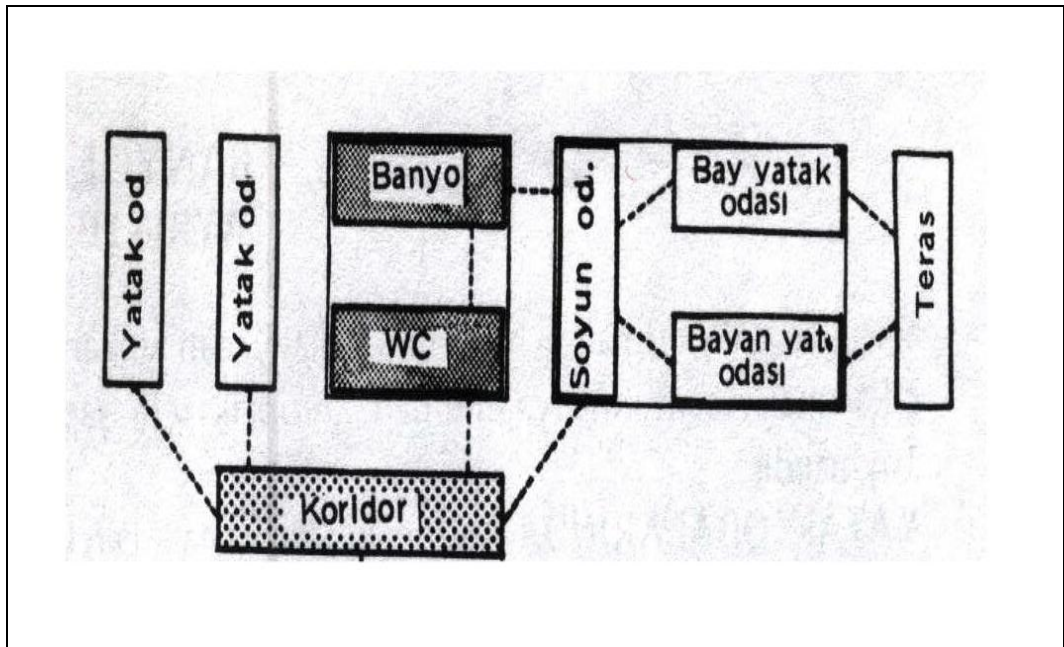 Yatak od
Yatak od.
Banyo
WC
Soyun od.
Bay yatak
odası
Bayan yat.
odası
Teras
Koridor